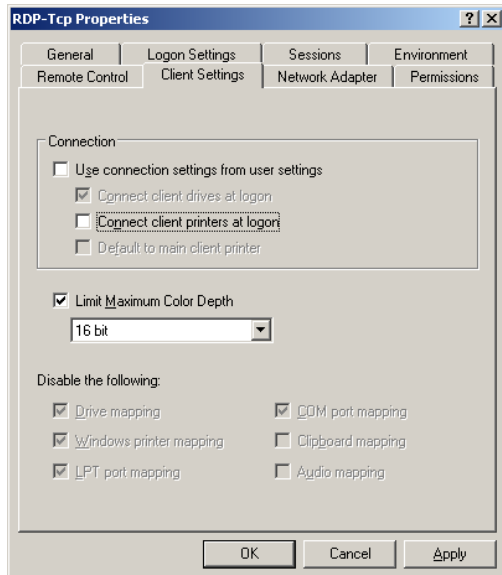 RDP-Tcp Properties
General Logon Settings Sessions Environment
Remote Control Client Settings Network Adapter Permissions
Connection
Use connection settings from user settings
Connect client drives at logon
Connect client printers at logon
Default to main client printer
Limit Maximum Color Depth
16 bit
Disable the following:
Drive mapping COM port mapping
Windows printer mapping Clipboard mapping
LPT port mapping Audio mapping
OK Cancel Apply